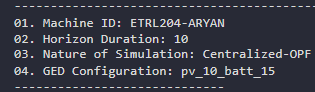 --------------------------------------------
01. Machine ID: ETRL204-ARYAN
02. Horizon Duration: 10
03. Nature of Simulation: Centralized-OPF
04. GED Configuration: pv_10_batt_15
------------------------------